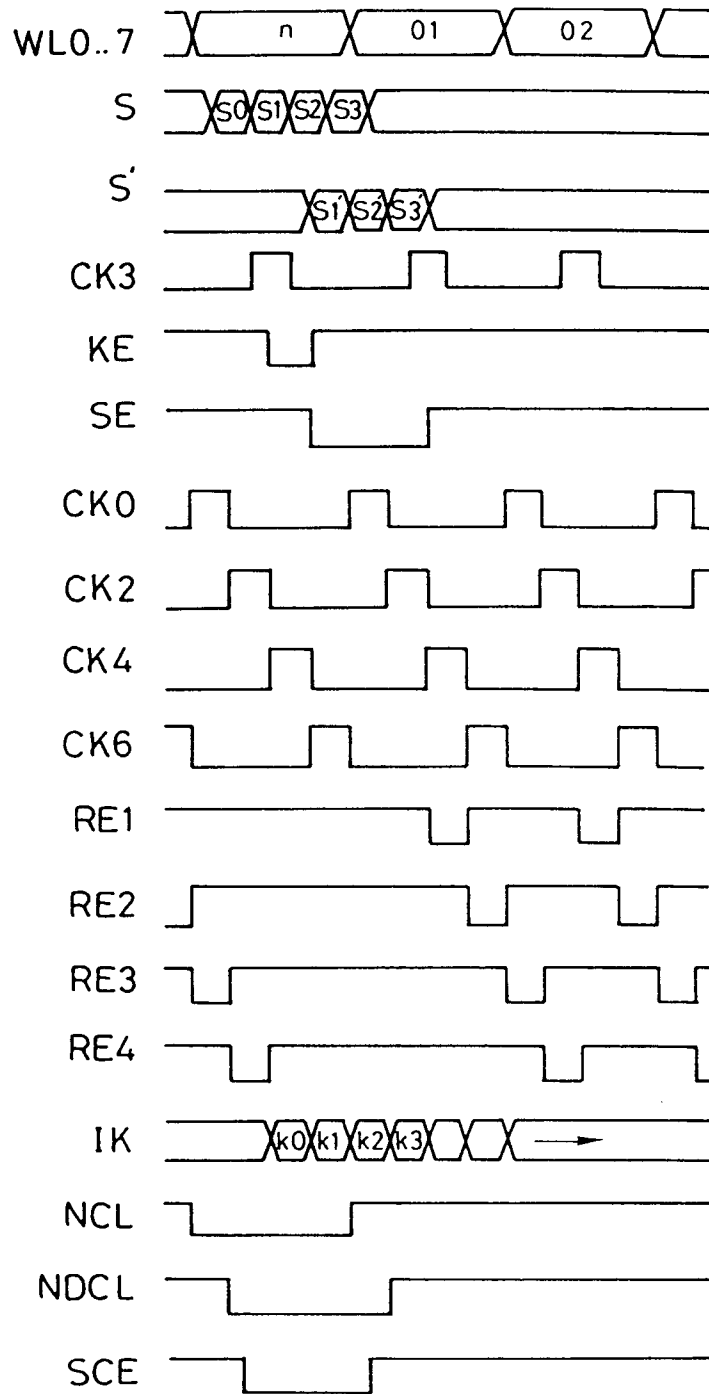 WL0..7 n 01 02
S S0 S1 S2 S3
S' S1' S2' S3'
CK3
KE
SE
CK0
CK2
CK4
CK6
RE1
RE2
RE3
RE4
IK k0 k1 k2 k3
NCL
NDCL
SCE